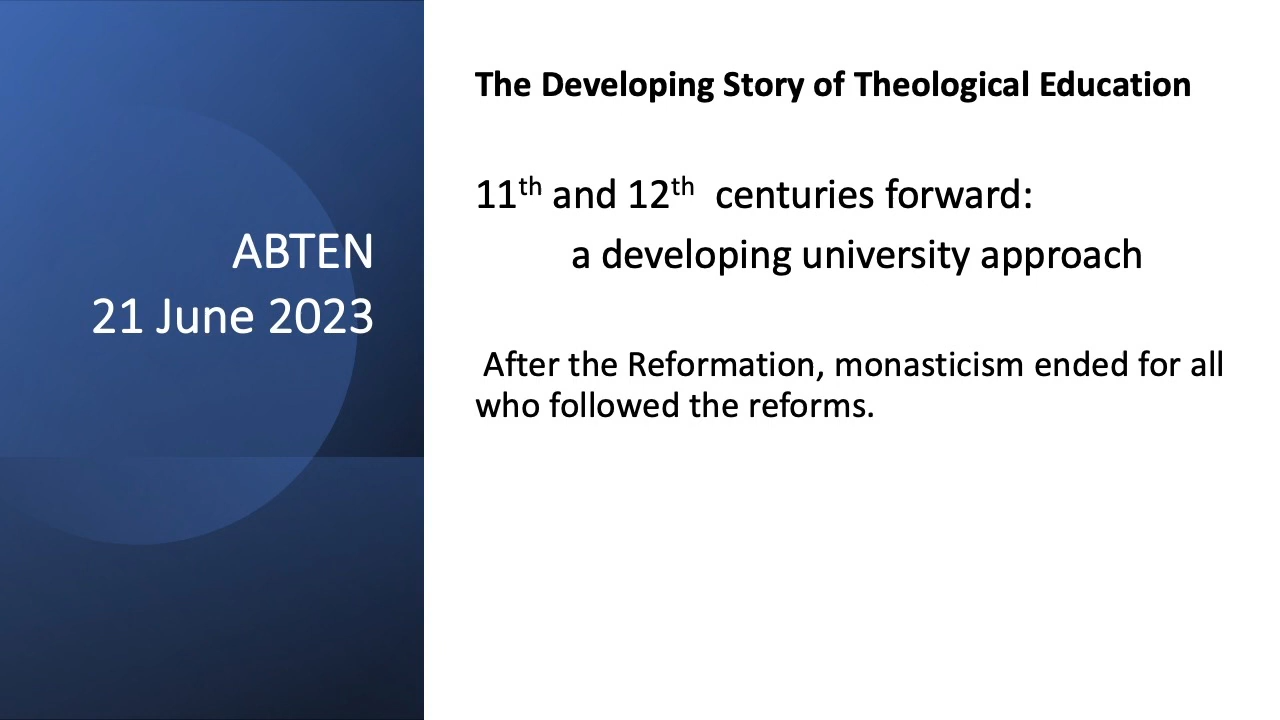 ABTEN
21 June 2023
The Developing Story of Theological Education
11th and 12th centuries forward:
a developing university approach
After the Reformation, monasticism ended for all
who followed the reforms.